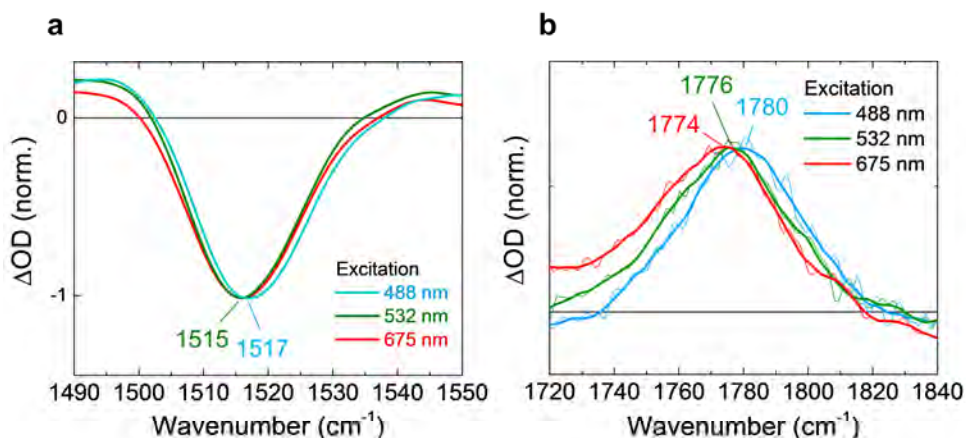 a
0
-1
ΔOD (norm.)
Excitation
488 nm
532 nm
675 nm
1515
1517
1490 1500 1510 1520 1530 1540 1550
Wavenumber (cm⁻¹)
b
ΔOD (norm.)
1776
1780
1774
Excitation
488 nm
532 nm
675 nm
1720 1740 1760 1780 1800 1820 1840
Wavenumber (cm⁻¹)